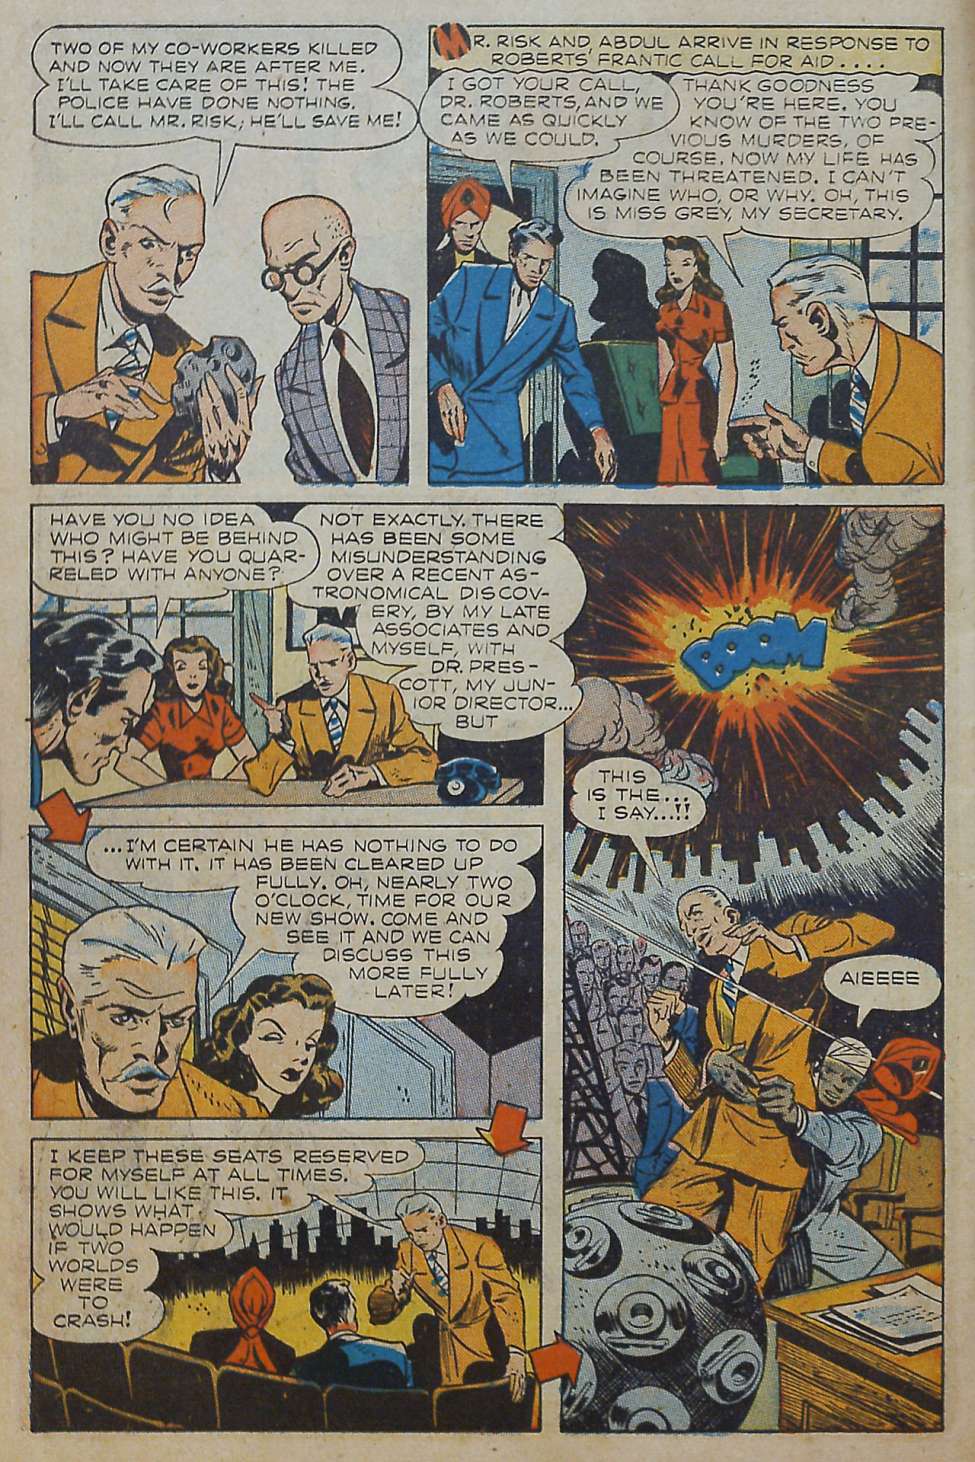 TWO OF MY CO-WORKERS KILLED
AND NOW THEY ARE AFTER ME.
I'LL TAKE CARE OF THIS! THE
POLICE HAVE DONE NOTHING.
I'LL CALL MR. RISK; HE'LL SAVE ME!
MR. RISK AND, ABDUL ARRIVE IN RESPONSE TO
ROBERTS' FRANTIC CALL FOR AID....
I GOT YOUR CALL,
DR. ROBERTS, AND WE
CAME AS QUICKLY
AS WE COULD.
THANK GOODNESS
YOU'RE HERE. YOU
KNOW OF THE TWO PRE-
VIOUS MURDERS, OF
COURSE. NOW MY LIFE HAS
BEEN THREATENED. I CAN'T
IMAGINE WHO, OR WHY. OH, THIS
IS MISS GREY, MY SECRETARY.
HAVE YOU NO IDEA
WHO MIGHT BE BEHIND
THIS? HAVE YOU QUAR-
RELED WITH ANYONE?
NOT EXACTLY. THERE
HAS BEEN SOME
MISUNDERSTANDING
OVER A RECENT AS-
TRONOMICAL DISCOV-
ERY, BY MY LATE
ASSOCIATES AND
MYSELF, WITH
DR. PRES-
COTT, MY JUN-
IOR DIRECTOR...
BUT
...I'M CERTAIN HE HAS NOTHING TO DO
WITH IT. IT HAS BEEN CLEARED UP
FULLY. OH, NEARLY TWO
O'CLOCK, TIME FOR OUR
NEW SHOW. COME AND
SEE IT AND WE CAN
DISCUSS THIS
MORE FULLY
LATER!
I KEEP THESE SEATS RESERVED
FOR MYSELF AT ALL TIMES.
YOU WILL LIKE THIS. IT
SHOWS WHAT
WOULD HAPPEN
IF TWO
WORLDS
WERE
TO
CRASH!
BOOM
THIS
IS THE...
I SAY...!!
AIEEEE